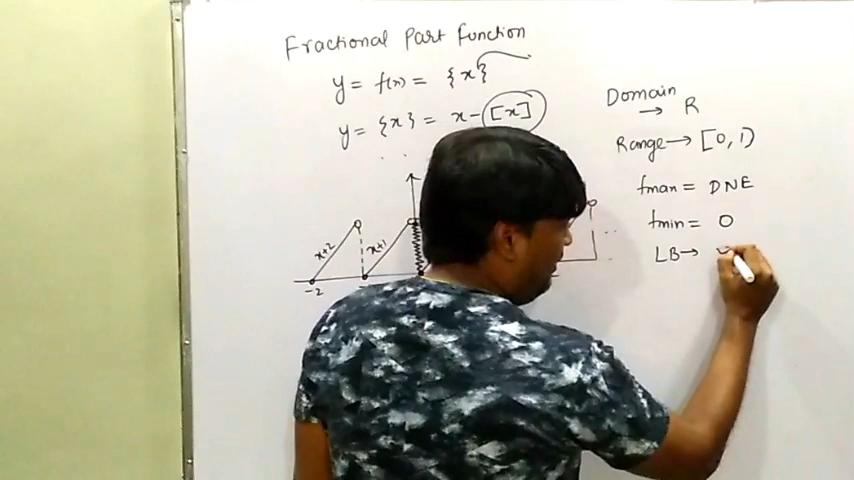 Fractional Part Function
y = f(x) = {x}
y = {x} = x - [x]
Domain → R
Range → [0, 1)
fmax = DNE
fmin = 0
LB →
x+2
x+1
-2